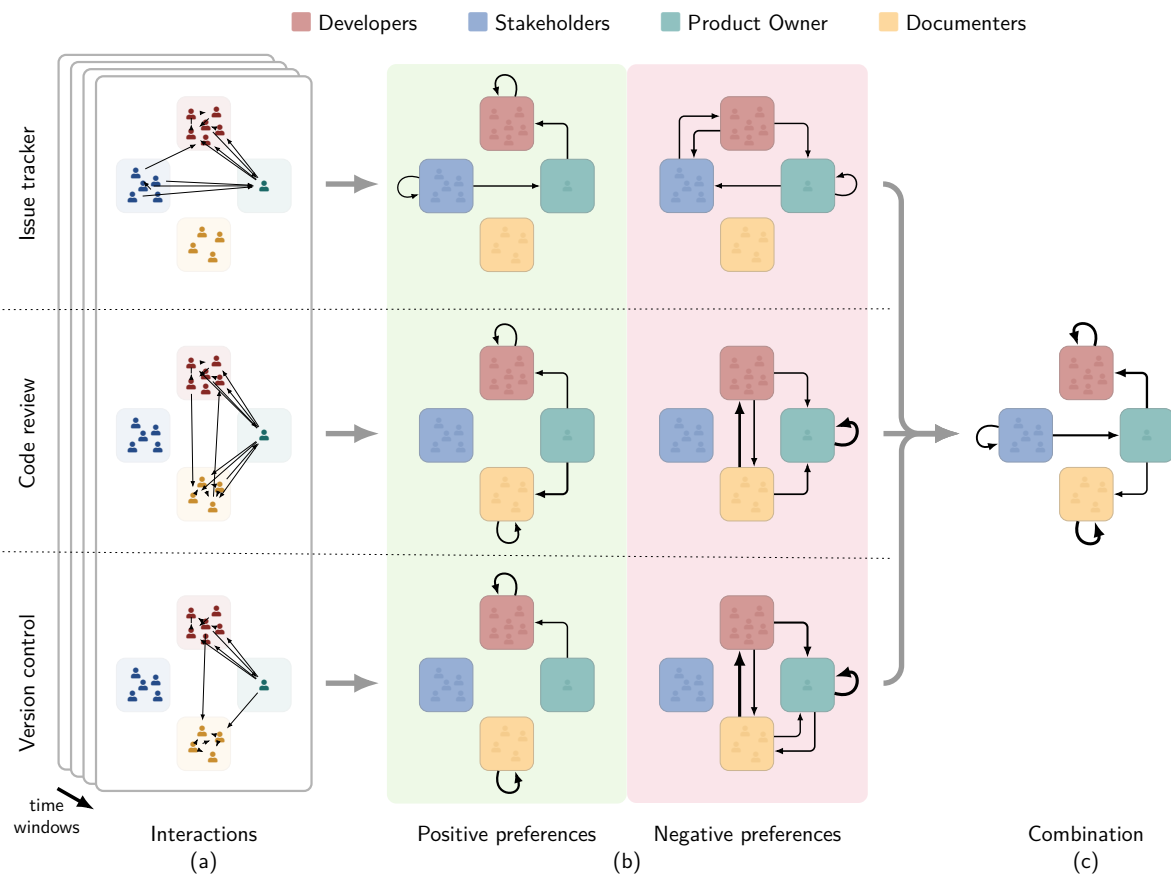 Developers
Stakeholders
Product Owner
Documenters
Issue tracker
Code review
Version control
time
windows
Interactions
(a)
Positive preferences
Negative preferences
(b)
Combination
(c)